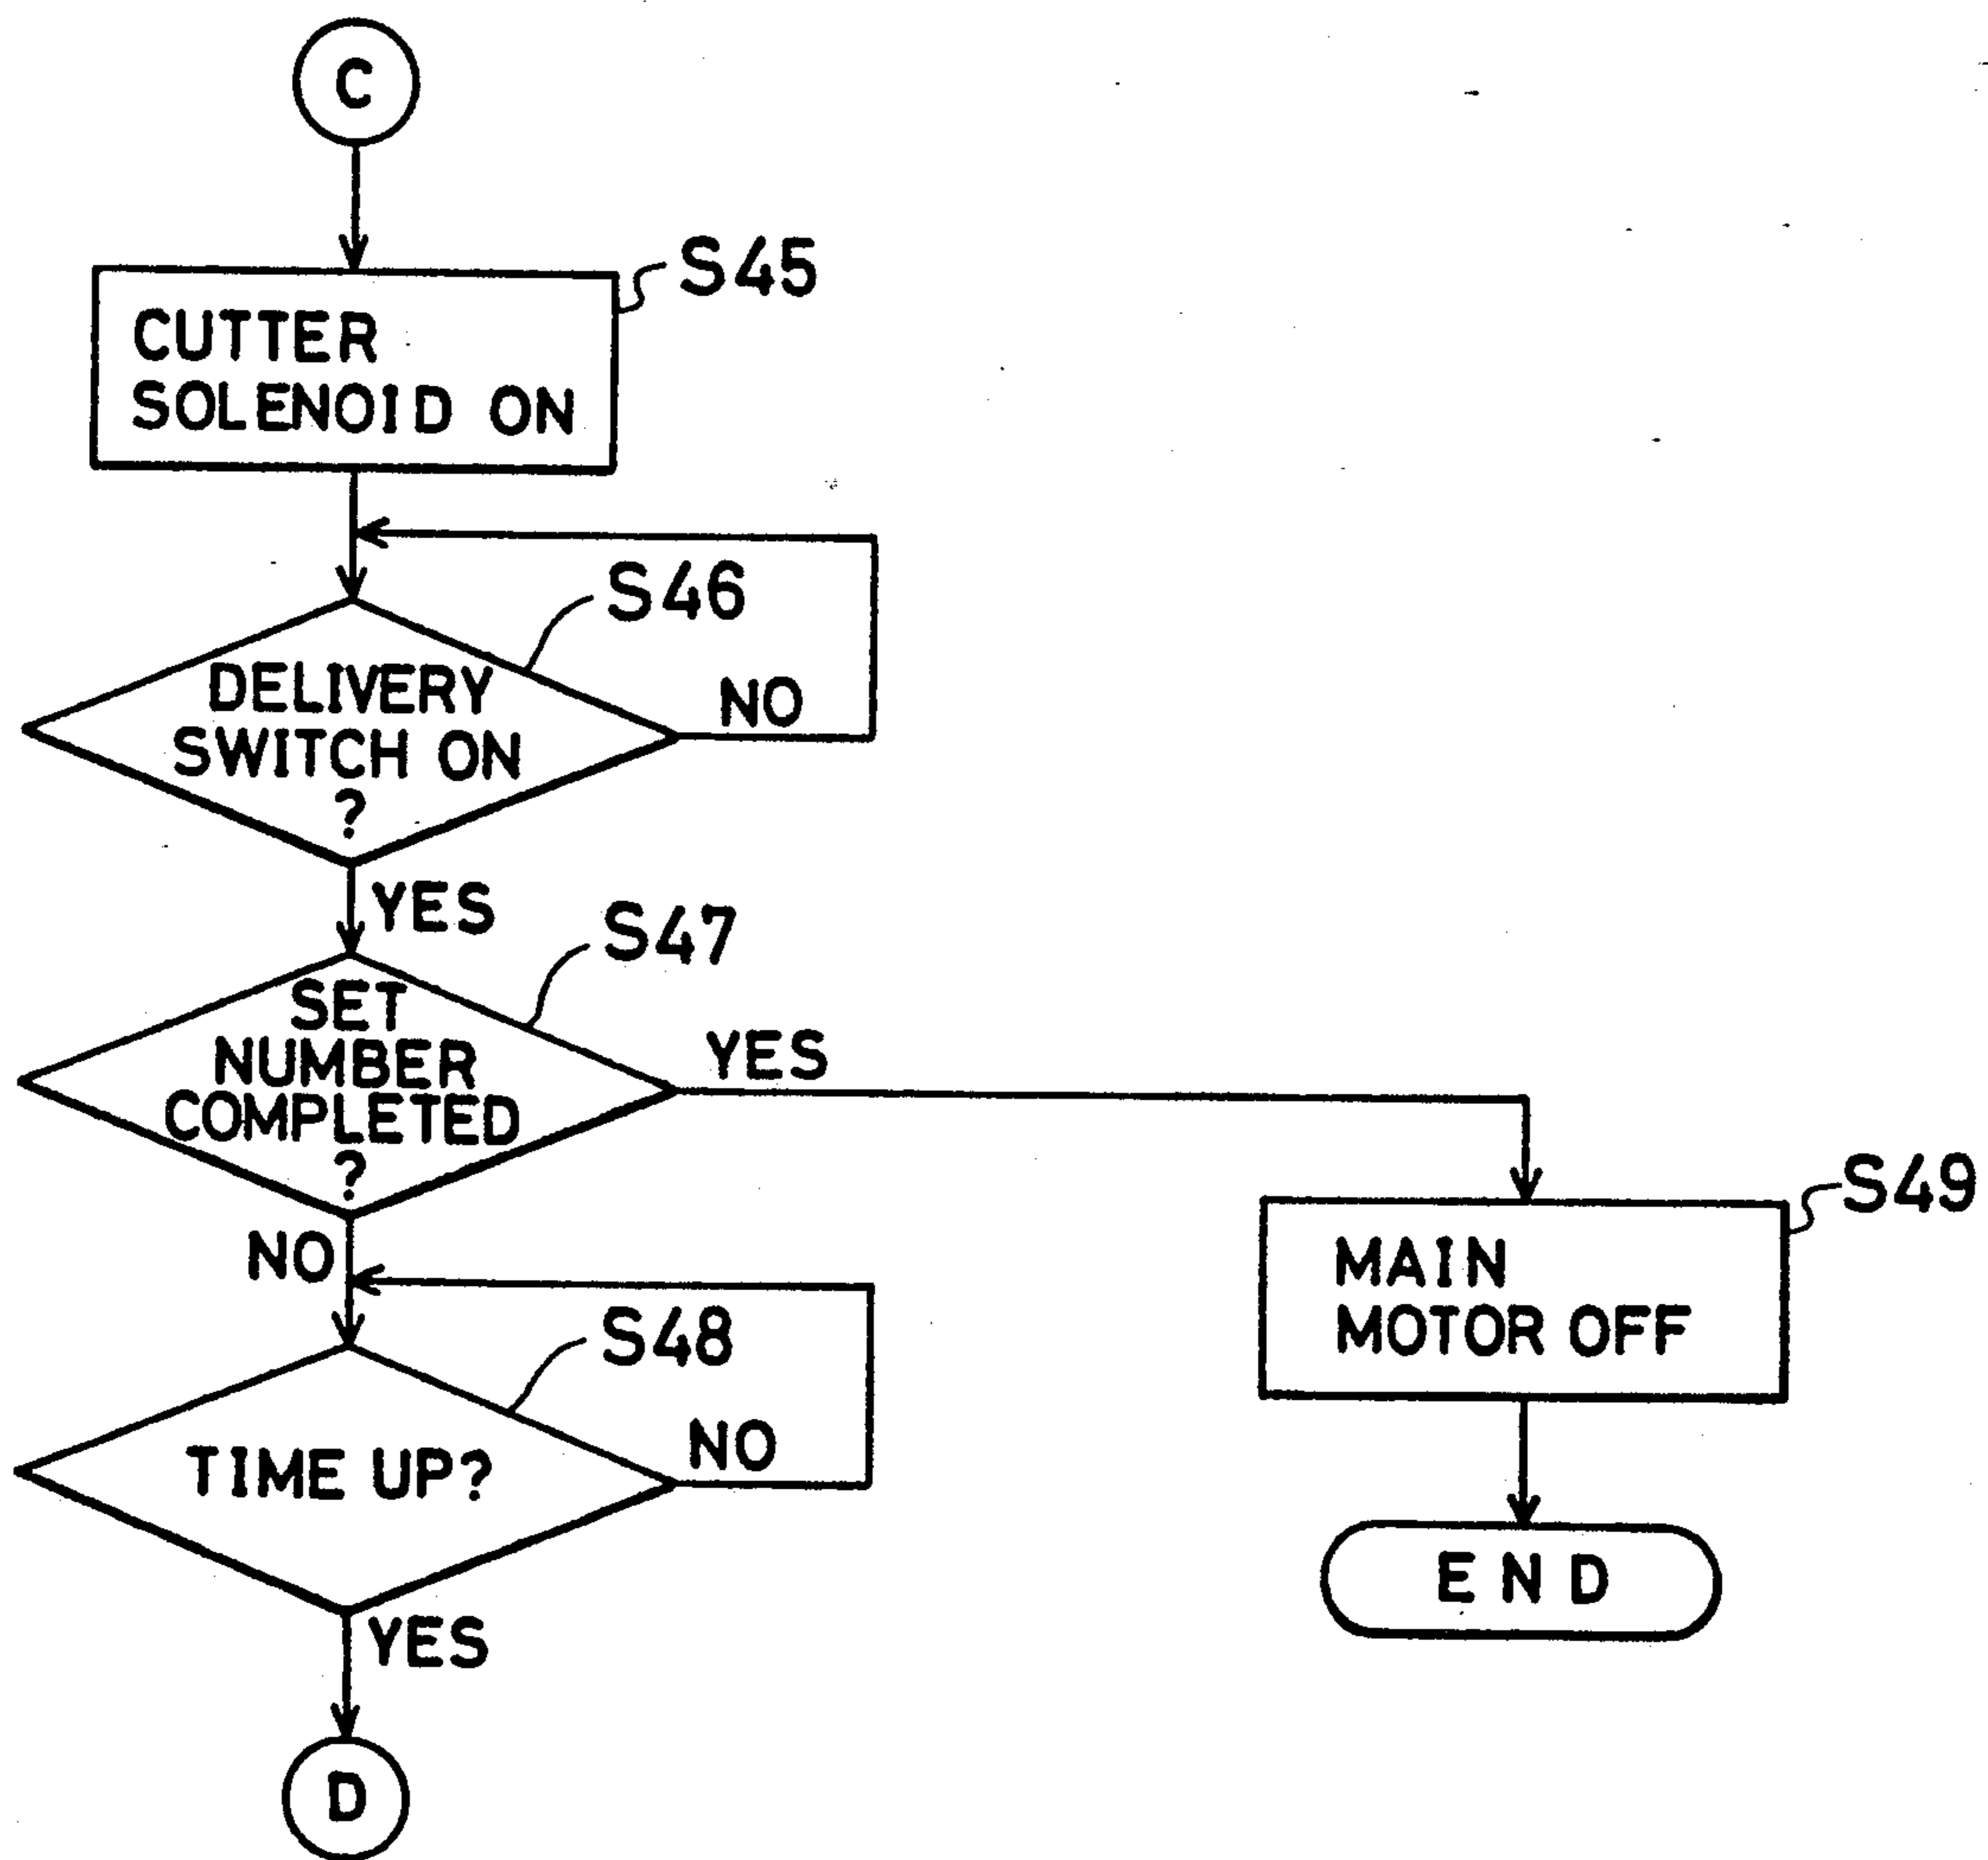 C
S45
CUTTER
SOLENOID ON
S46
DELIVERY
SWITCH ON
?
NO
YES
S47
SET
NUMBER
COMPLETED
?
YES
NO
S49
MAIN
MOTOR OFF
S48
TIME UP?
NO
END
YES
D